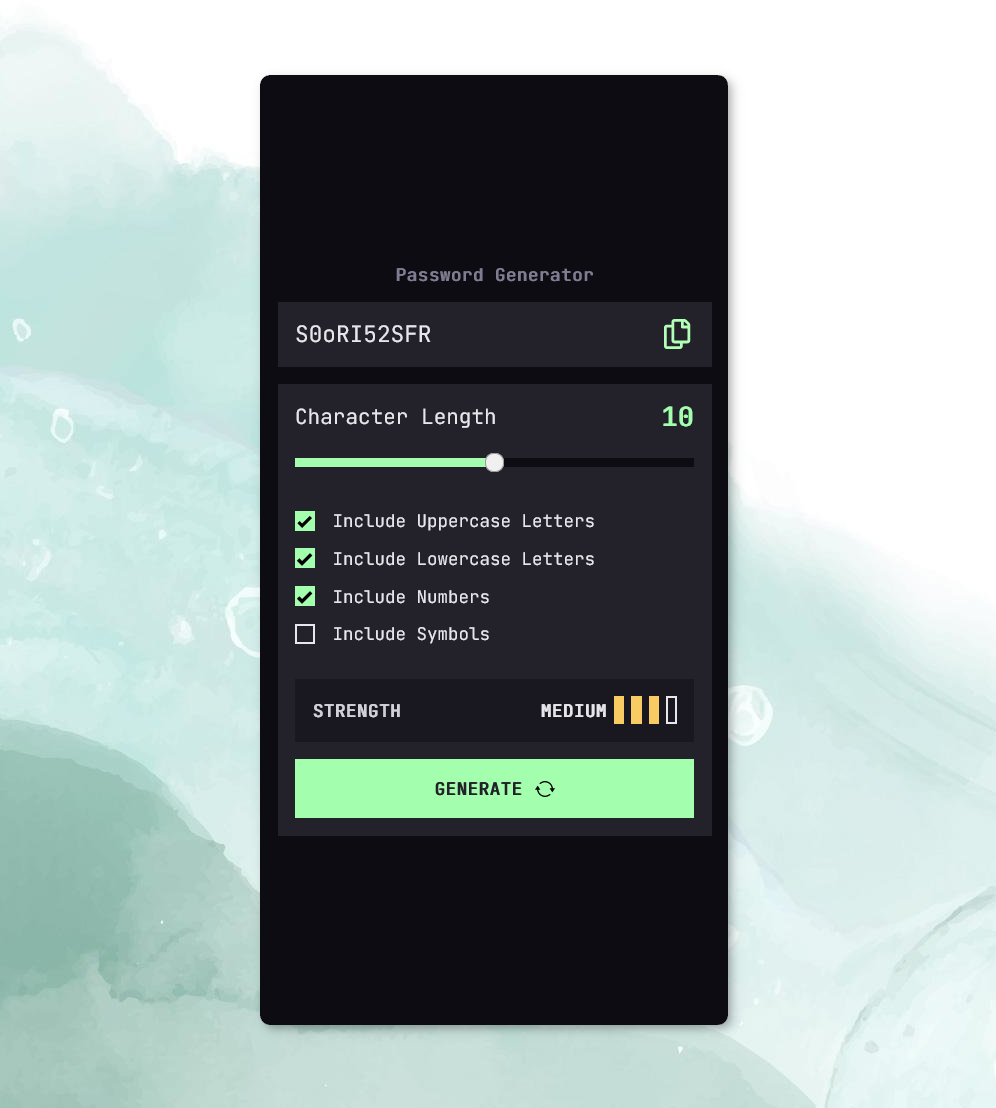 Password Generator
S0oRI52SFR
Character Length 10
Include Uppercase Letters
Include Lowercase Letters
Include Numbers
Include Symbols
STRENGTH MEDIUM
GENERATE